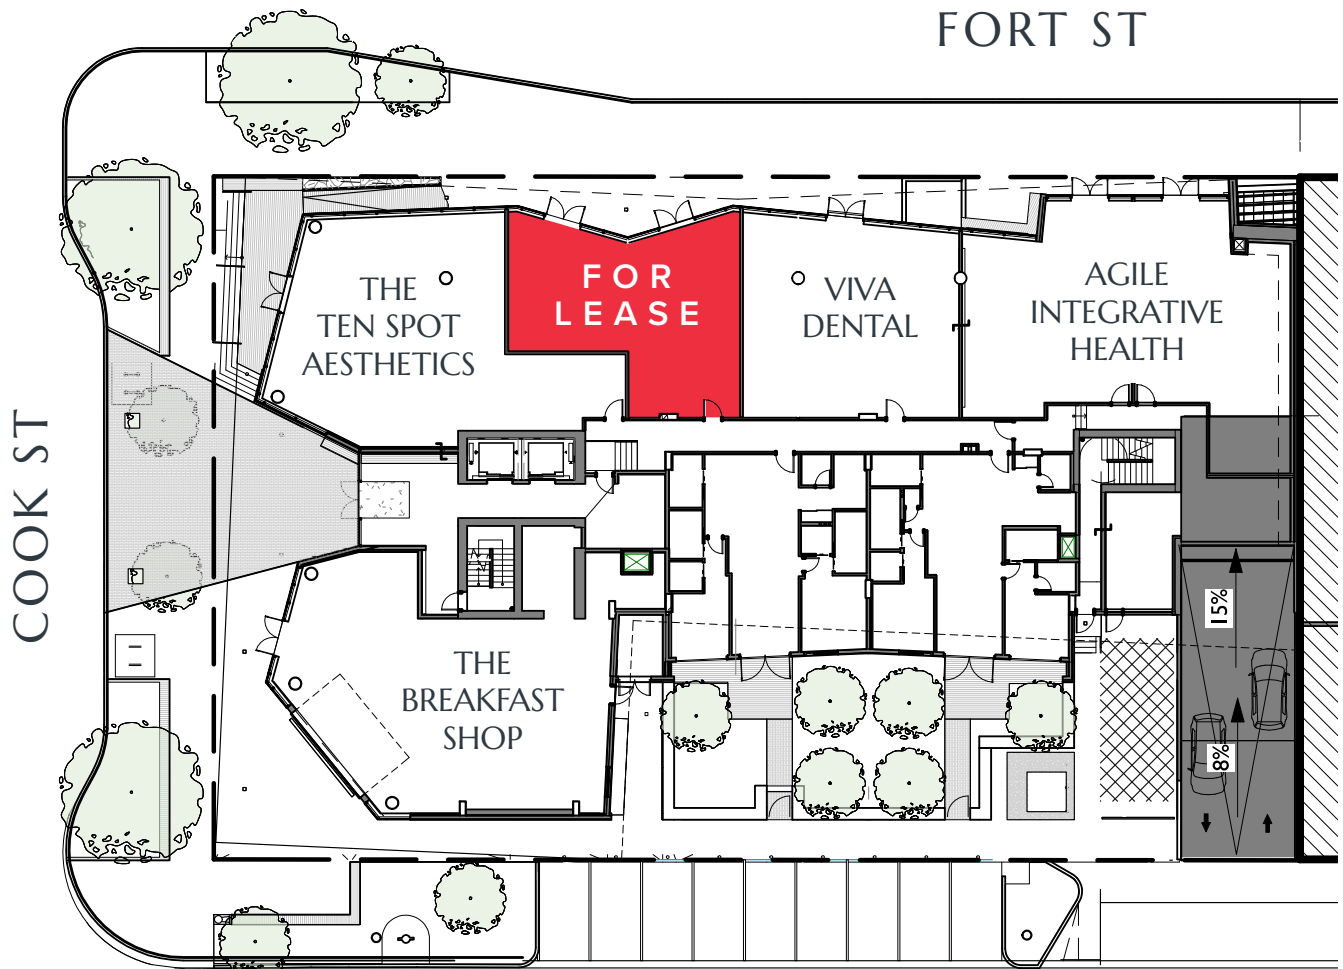 FORT ST
COOK ST
THE
TEN SPOT
AESTHETICS
FOR
LEASE
VIVA
DENTAL
AGILE
INTEGRATIVE
HEALTH
THE
BREAKFAST
SHOP
15%
8%